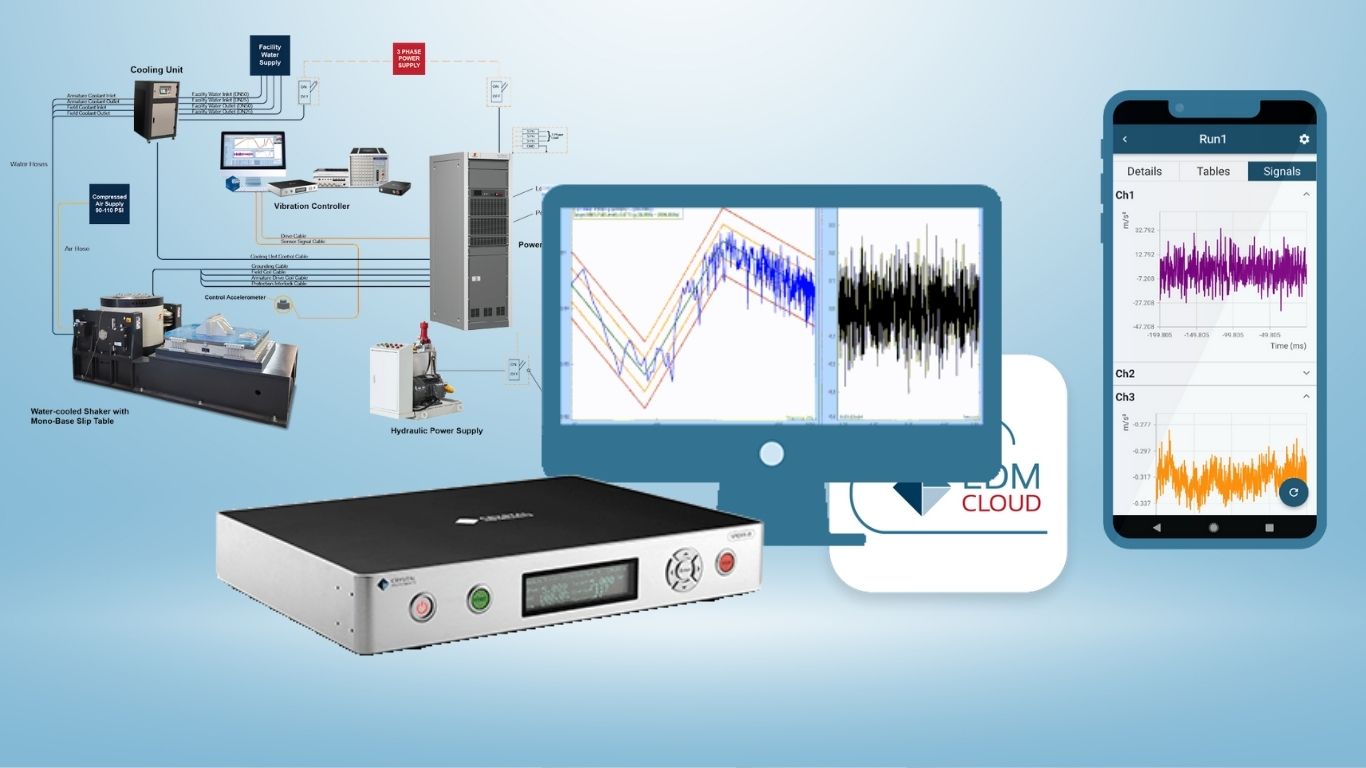 Facility
Water
Supply
3 PHASE
POWER
SUPPLY
Cooling Unit
ON
OFF
ON
OFF
Armature Coolant Inlet
Armature Coolant Outlet
Field Coolant Inlet
Field Coolant Outlet
Facility Water Inlet (DN50)
Facility Water Inlet (DN25)
Facility Water Outlet (DN50)
Facility Water Outlet (DN25)
Water Hoses
Compressed
Air Supply
90-110 PSI
Vibration Controller
Air Hose
Drive Cable
Sensor Signal Cable
Power
Cooling Unit Control Cable
Grounding Cable
Field Coil Cable
Armature Drive Coil Cable
Protection Interlock Cable
Control Accelerometer
ON
OFF
Water-cooled Shaker with
Mono-Base Slip Table
Hydraulic Power Supply
EDM
CLOUD
CRYSTAL
INSTRUMENTS
Run1
Details
Tables
Signals
Ch1
m/s²
32.792
12.792
-7.208
-27.208
-47.208
-199.805
-149.805
-99.805
-49.805
Time (ms)
Ch2
Ch3
m/s²
-0.277
-0.297
-0.317
-0.337